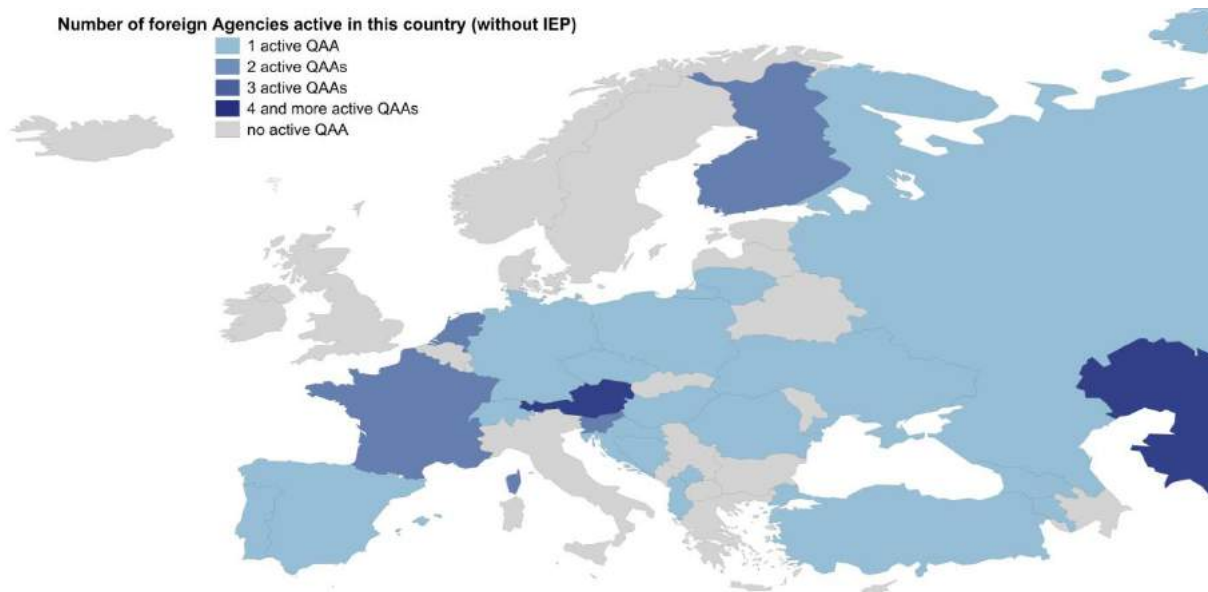 Number of foreign Agencies active in this country (without IEP)
1 active QAA
2 active QAAs
3 active QAAs
4 and more active QAAs
no active QAA